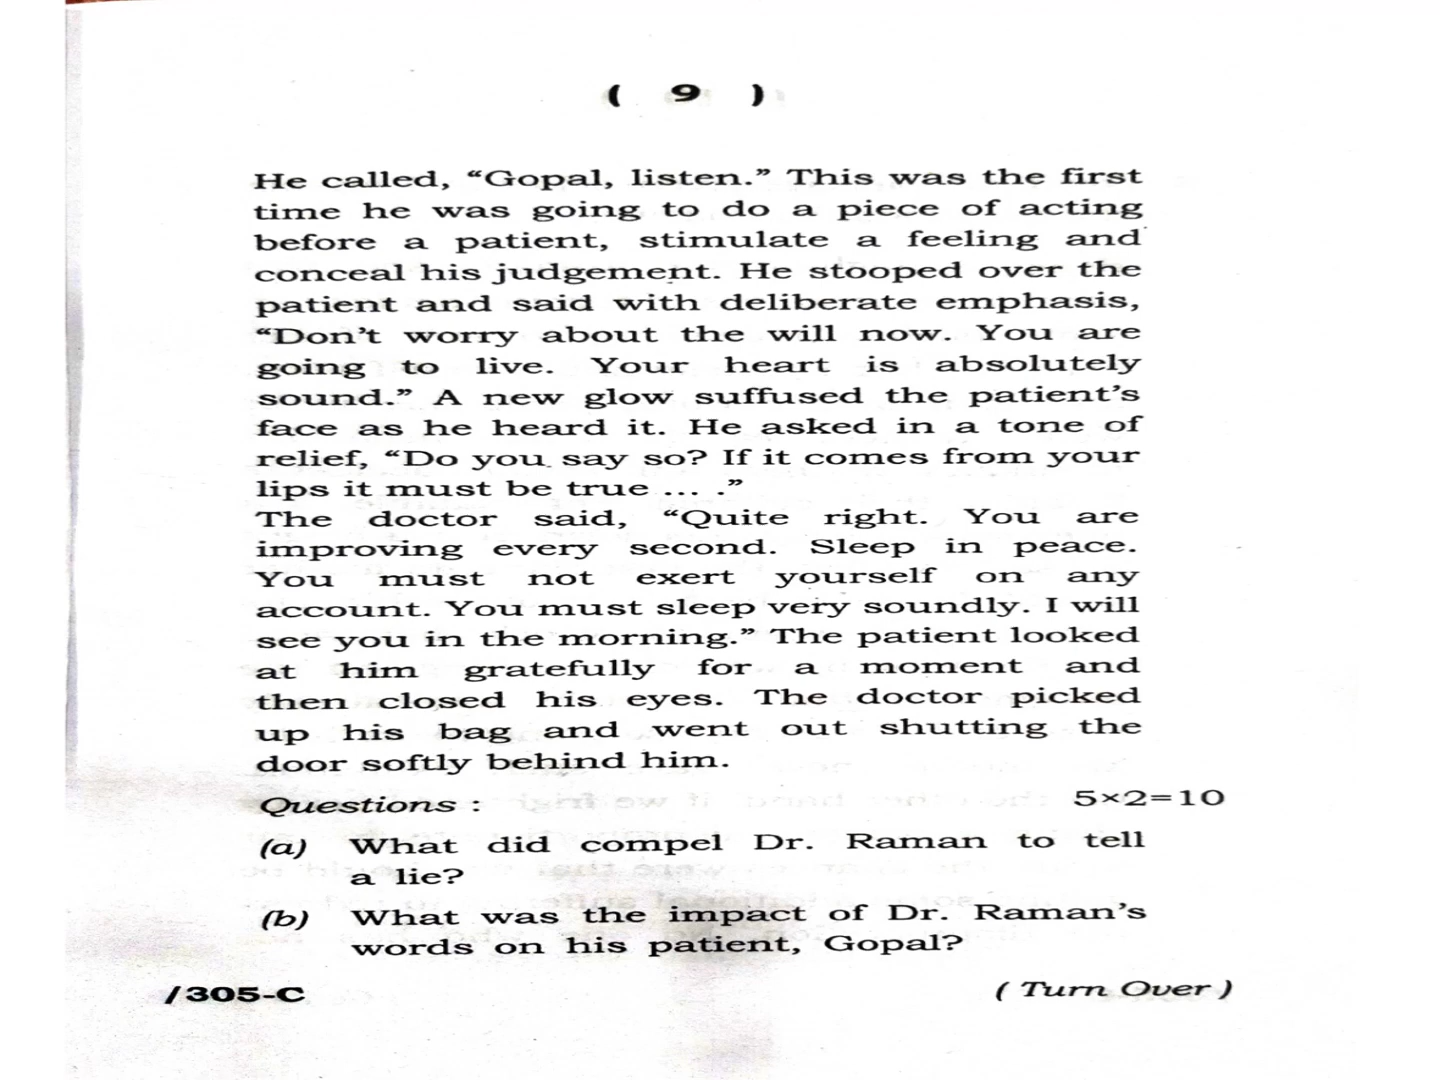 ( 9 )
He called, “Gopal, listen.” This was the first
time he was going to do a piece of acting
before a patient, stimulate a feeling and
conceal his judgement. He stooped over the
patient and said with deliberate emphasis,
“Don’t worry about the will now. You are
going to live. Your heart is absolutely
sound.” A new glow suffused the patient’s
face as he heard it. He asked in a tone of
relief, “Do you say so? If it comes from your
lips it must be true ... .”
The doctor said, “Quite right. You are
improving every second. Sleep in peace.
You must not exert yourself on any
account. You must sleep very soundly. I will
see you in the morning.” The patient looked
at him gratefully for a moment and
then closed his eyes. The doctor picked
up his bag and went out shutting the
door softly behind him.
Questions : 5×2=10
(a) What did compel Dr. Raman to tell
a lie?
(b) What was the impact of Dr. Raman’s
words on his patient, Gopal?
/305-C ( Turn Over )